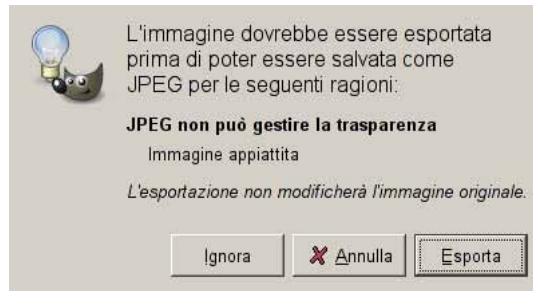 L'immagine dovrebbe essere esportata
prima di poter essere salvata come
JPEG per le seguenti ragioni:
JPEG non può gestire la trasparenza
Immagine appiattita
L'esportazione non modificherà l'immagine originale.
Ignora
Annulla
Esporta